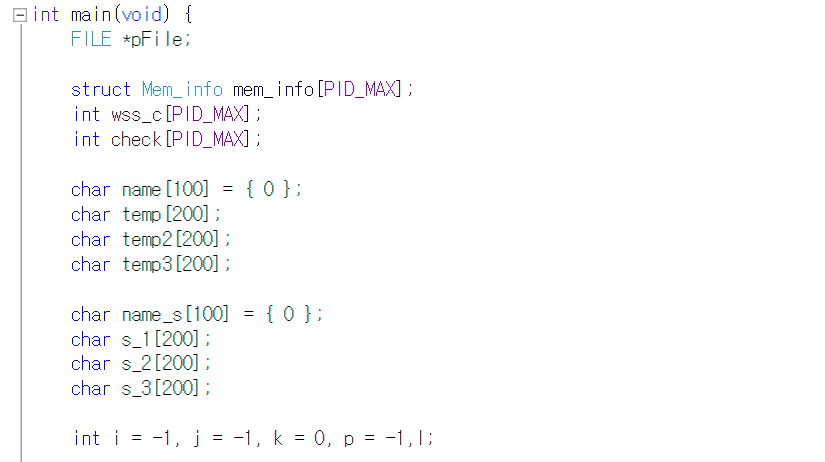 int main(void) {
FILE *pFile;
struct Mem_info mem_info[PID_MAX];
int wss_c[PID_MAX];
int check[PID_MAX];
char name[100] = { 0 };
char temp[200];
char temp2[200];
char temp3[200];
char name_s[100] = { 0 };
char s_1[200];
char s_2[200];
char s_3[200];
int i = -1, j = -1, k = 0, p = -1,l;